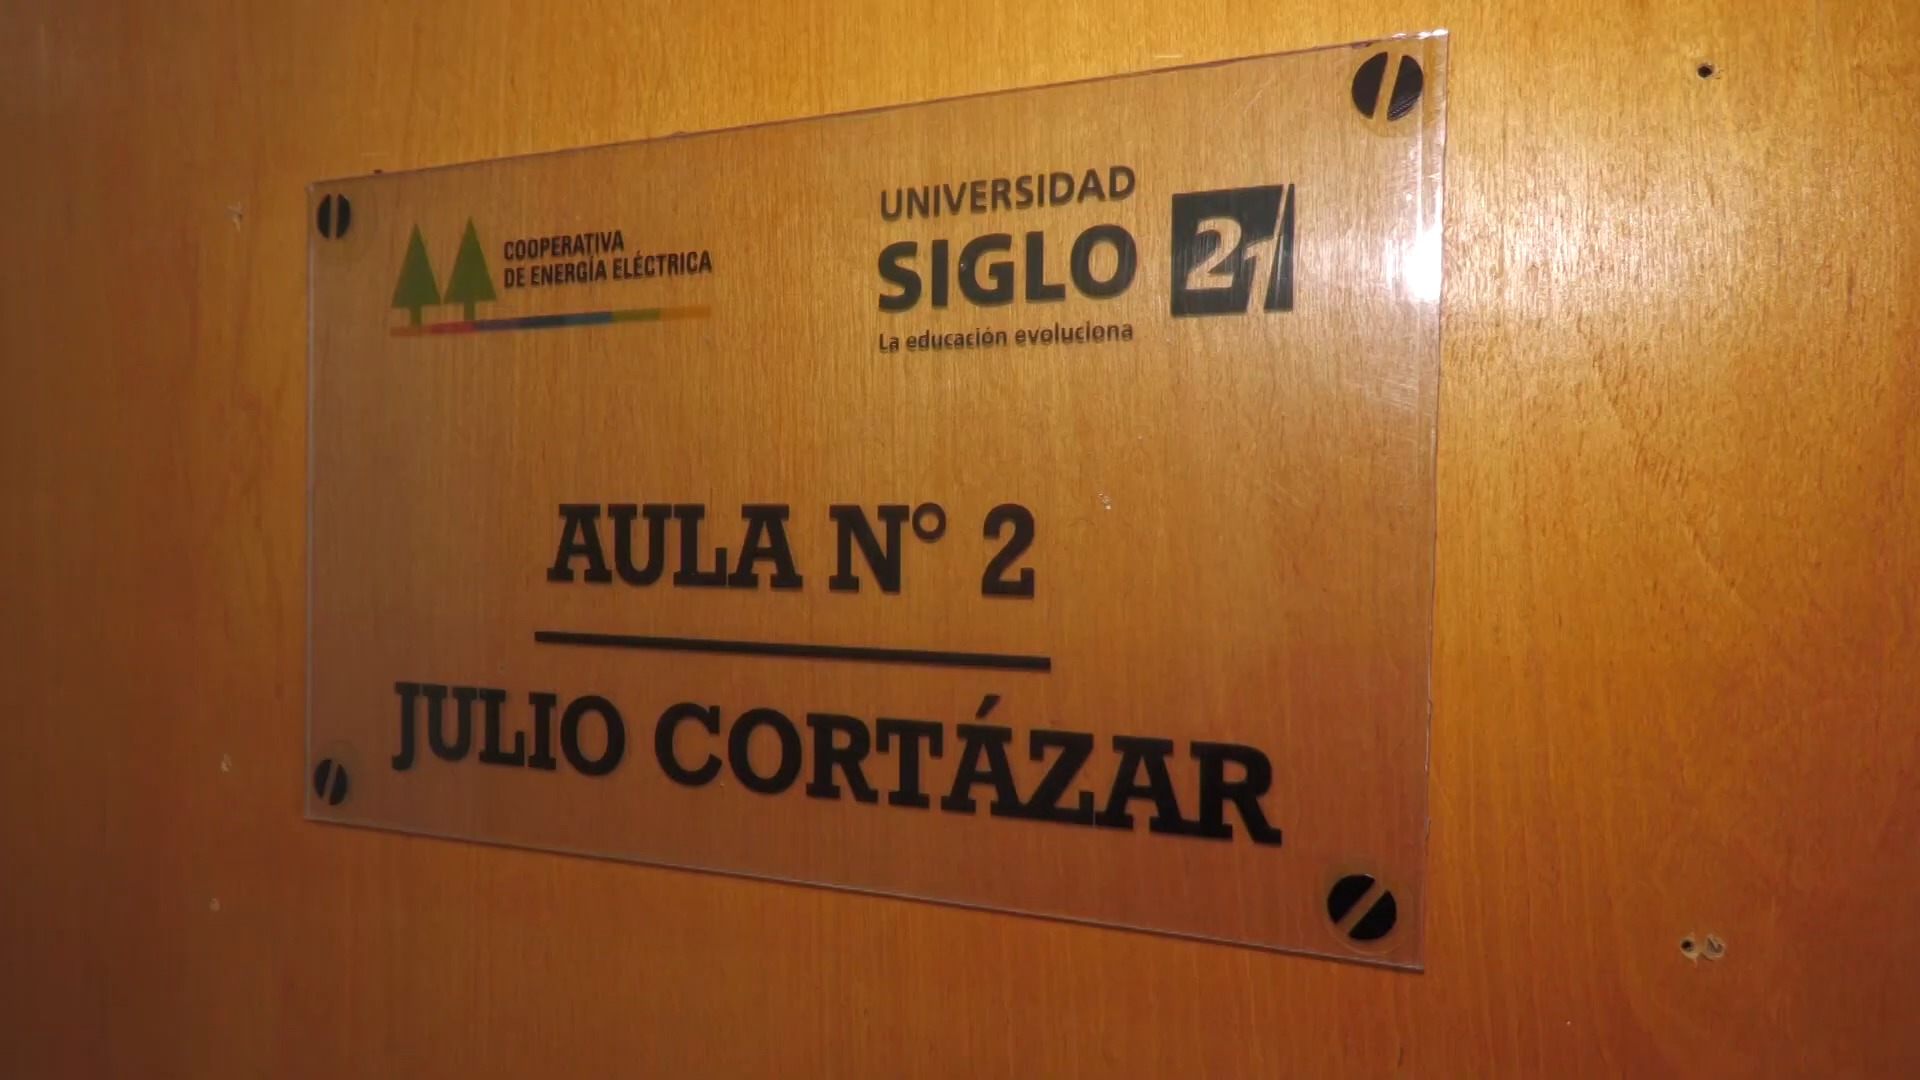 COOPERATIVA
DE ENERGÍA ELÉCTRICA
UNIVERSIDAD
SIGLO 21
La educación evoluciona
AULA N° 2
JULIO CORTÁZAR